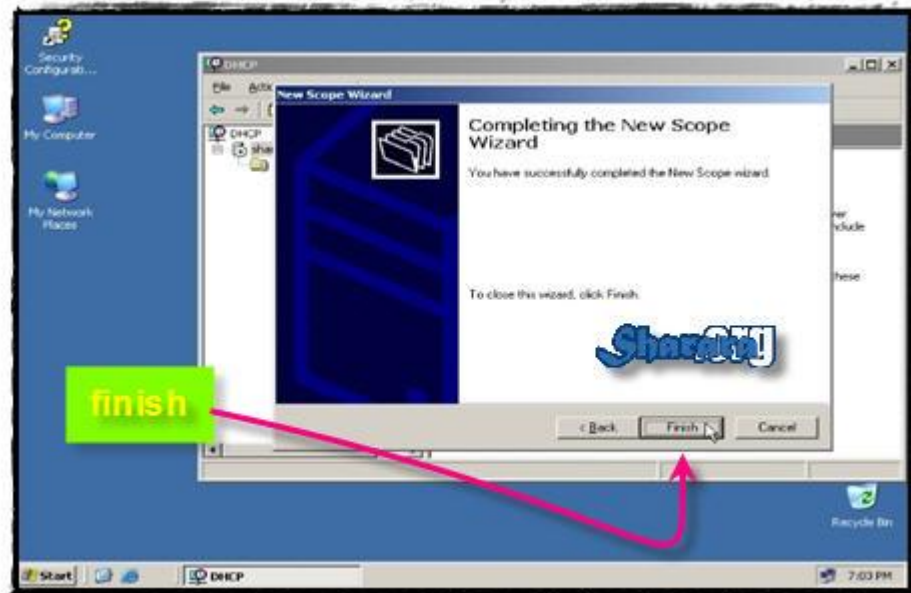 Security
Configurati...
My Computer
My Network
Places
DHCP
File
New Scope Wizard
DHCP
Completing the New Scope
Wizard
You have successfully completed the New Scope wizard.
To close this wizard, click Finish.
finish
< Back
Finish
Cancel
Recycle Bin
Start
DHCP
7:03 PM